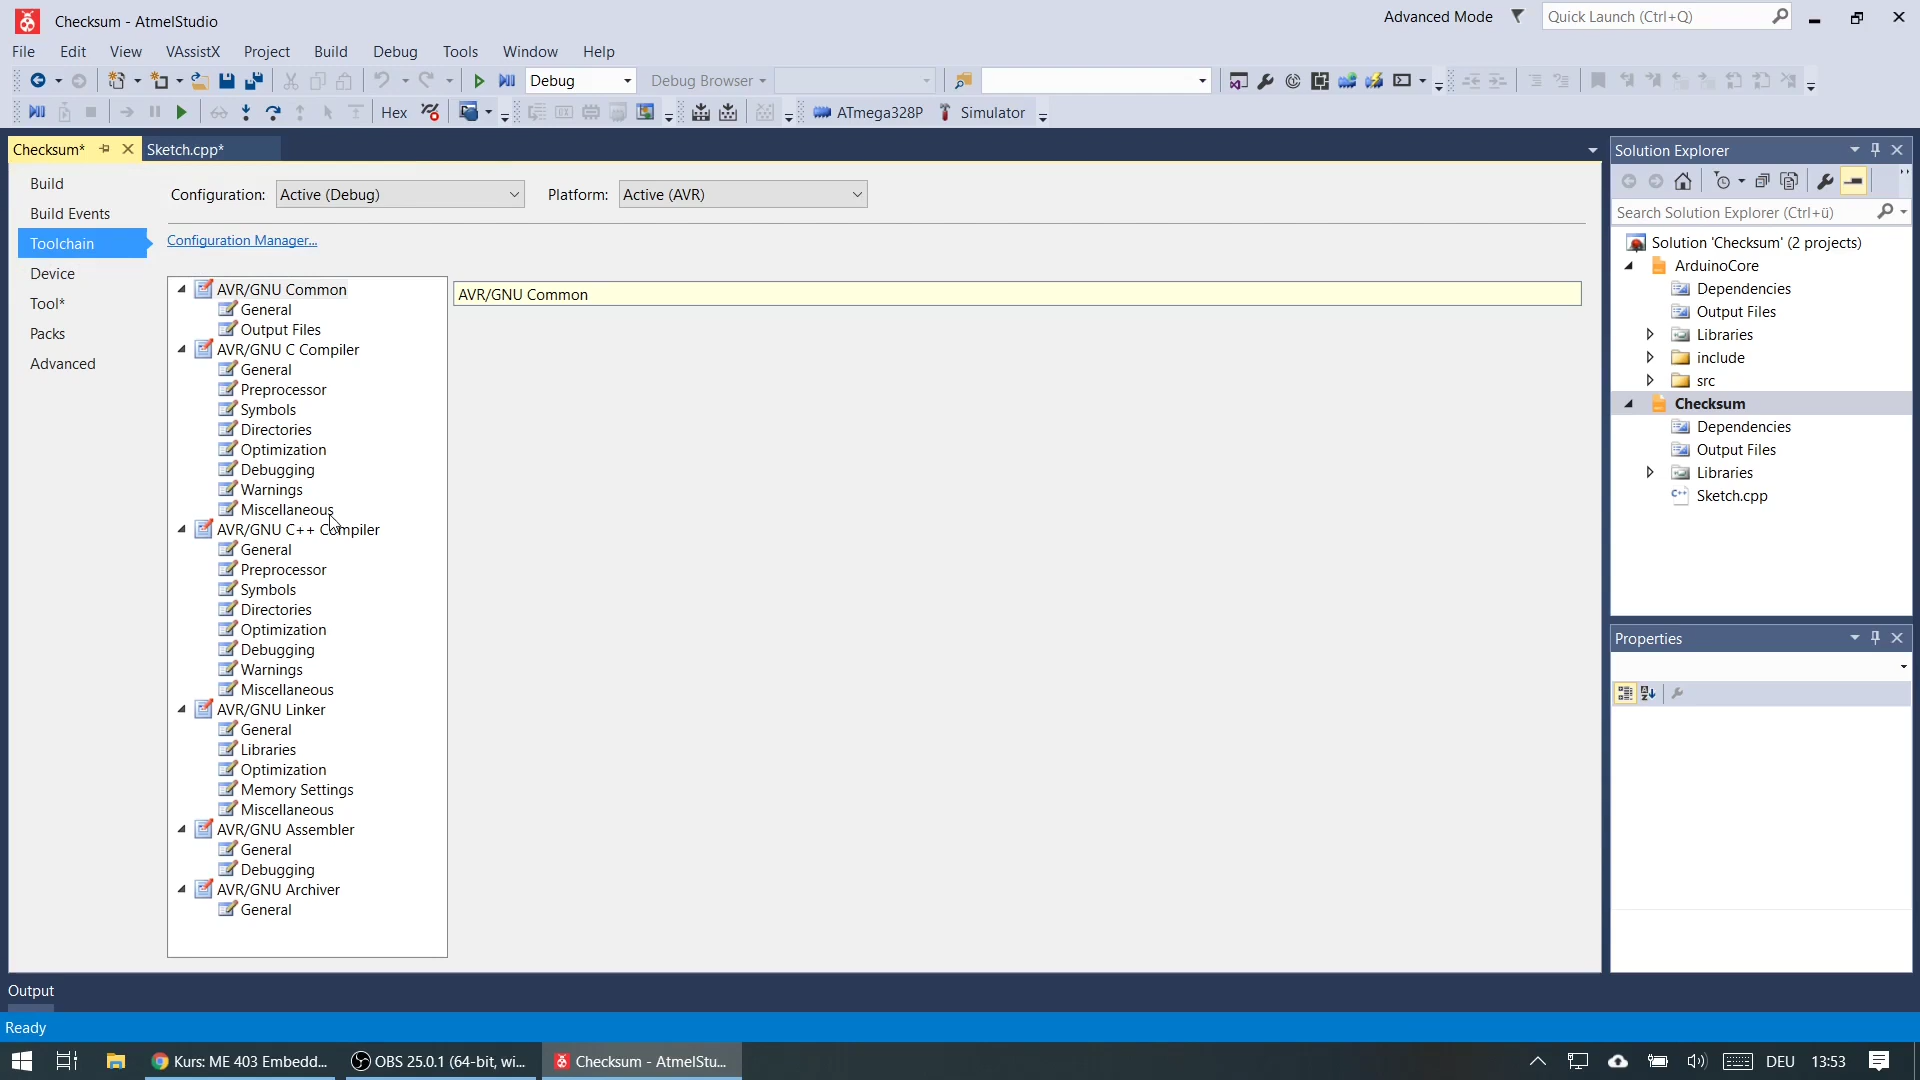 Checksum - AtmelStudio
Advanced Mode
Quick Launch (Ctrl+Q)
File Edit View VAssistX Project Build Debug Tools Window Help
Debug
Debug Browser
Hex
ATmega328P
Simulator
Checksum*
Sketch.cpp*
Build
Build Events
Toolchain
Device
Tool*
Packs
Advanced
Configuration: Active (Debug) Platform: Active (AVR)
Configuration Manager...
AVR/GNU Common
General
Output Files
AVR/GNU C Compiler
General
Preprocessor
Symbols
Directories
Optimization
Debugging
Warnings
Miscellaneous
AVR/GNU C++ Compiler
General
Preprocessor
Symbols
Directories
Optimization
Debugging
Warnings
Miscellaneous
AVR/GNU Linker
General
Libraries
Optimization
Memory Settings
Miscellaneous
AVR/GNU Assembler
General
Debugging
AVR/GNU Archiver
General
AVR/GNU Common
Solution Explorer
Search Solution Explorer (Ctrl+ü)
Solution 'Checksum' (2 projects)
ArduinoCore
Dependencies
Output Files
Libraries
include
src
Checksum
Dependencies
Output Files
Libraries
Sketch.cpp
Properties
Output
Ready
Kurs: ME 403 Embedd...
OBS 25.0.1 (64-bit, wi...
Checksum - AtmelStu...
DEU
13:53